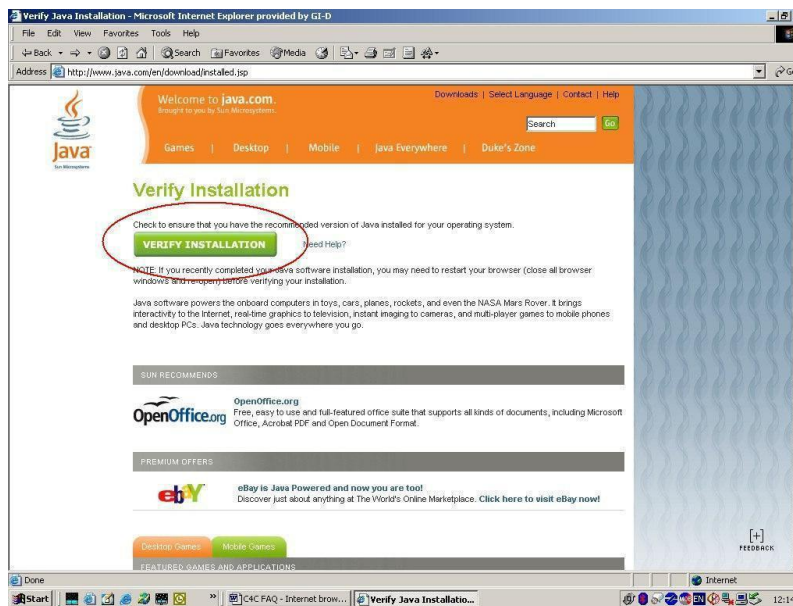 Verify Java Installation - Microsoft Internet Explorer provided by GI-D
File Edit View Favorites Tools Help
Back Search Favorites Media
Address http://www.java.com/en/download/installed.jsp
Downloads | Select Language | Contact | Help
Welcome to java.com.
Brought to you by Sun Microsystems
Search Go
Games | Desktop | Mobile | Java Everywhere | Duke's Zone
Java
Sun Microsystems
Verify Installation
Check to ensure that you have the recommended version of Java installed for your operating system.
VERIFY INSTALLATION Need Help?
NOTE: If you recently completed your Java software installation, you may need to restart your browser (close all browser
windows and re-open) before verifying your installation.
Java software powers the onboard computers in toys, cars, planes, rockets, and even the NASA Mars Rover. It brings
interactivity to the Internet, real-time graphics to television, instant imaging to cameras, and multi-player games to mobile phones
and desktop PCs. Java technology goes everywhere you go.
SUN RECOMMENDS
OpenOffice.org
OpenOffice.org
Free, easy to use and full-featured office suite that supports all kinds of documents, including Microsoft
Office, Acrobat PDF and Open Document Format.
PREMIUM OFFERS
ebY
eBay is Java Powered and now you are too!
Discover just about anything at The World's Online Marketplace. Click here to visit eBay now!
[+]
FEEDBACK
Desktop Games Mobile Games
FEATURED GAMES AND APPLICATIONS
Done Internet
Start C4C FAQ - Internet brow... Verify Java Installatio... EN 12:14